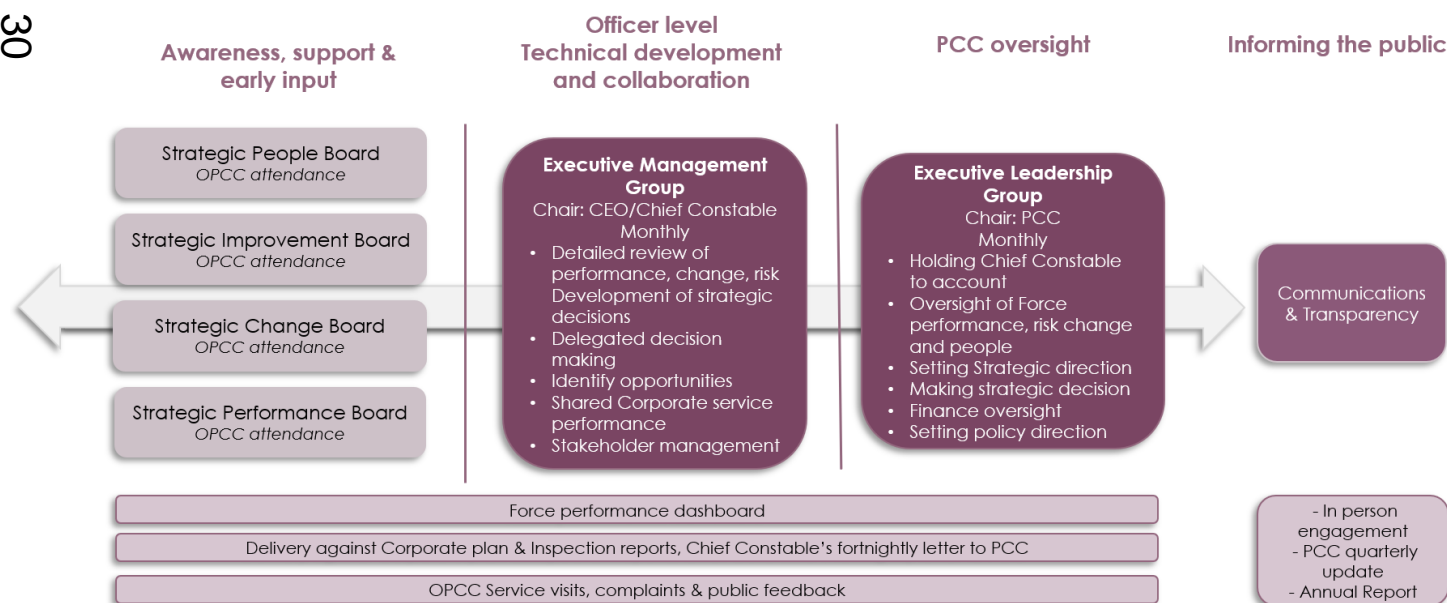 30
Awareness, support &
early input
Officer level
Technical development
and collaboration
PCC oversight
Informing the public
Strategic People Board
OPCC attendance
Strategic Improvement Board
OPCC attendance
Strategic Change Board
OPCC attendance
Strategic Performance Board
OPCC attendance
Executive Management
Group
Chair: CEO/Chief Constable
Monthly
• Detailed review of
performance, change, risk
Development of strategic
decisions
• Delegated decision
making
• Identify opportunities
• Shared Corporate service
performance
• Stakeholder management
Executive Leadership
Group
Chair: PCC
Monthly
• Holding Chief Constable
to account
• Oversight of Force
performance, risk change
and people
• Setting Strategic direction
• Making strategic decision
• Finance oversight
• Setting policy direction
Communications
& Transparency
Force performance dashboard
Delivery against Corporate plan & Inspection reports, Chief Constable's fortnightly letter to PCC
OPCC Service visits, complaints & public feedback
- In person
engagement
- PCC quarterly
update
- Annual Report